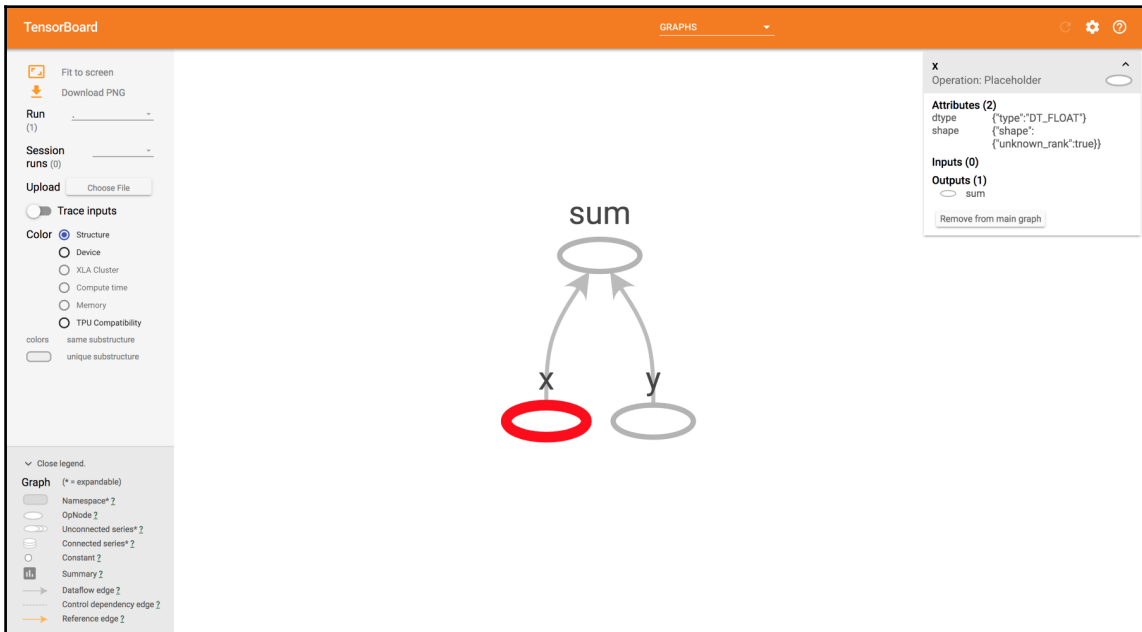 TensorBoard
GRAPHS
Fit to screen
Download PNG
Run
(1)
.
Session
runs (0)
Upload
Choose File
Trace inputs
Color
Structure
Device
XLA Cluster
Compute time
Memory
TPU Compatibility
colors
same substructure
unique substructure
Close legend.
Graph
(* = expandable)
Namespace* ?
OpNode ?
Unconnected series* ?
Connected series* ?
Constant ?
Summary ?
Dataflow edge ?
Control dependency edge ?
Reference edge ?
sum
x
y
x
Operation: Placeholder
Attributes (2)
dtype {"type":"DT_FLOAT"}
shape {"shape":
{"unknown_rank":true}}
Inputs (0)
Outputs (1)
sum
Remove from main graph